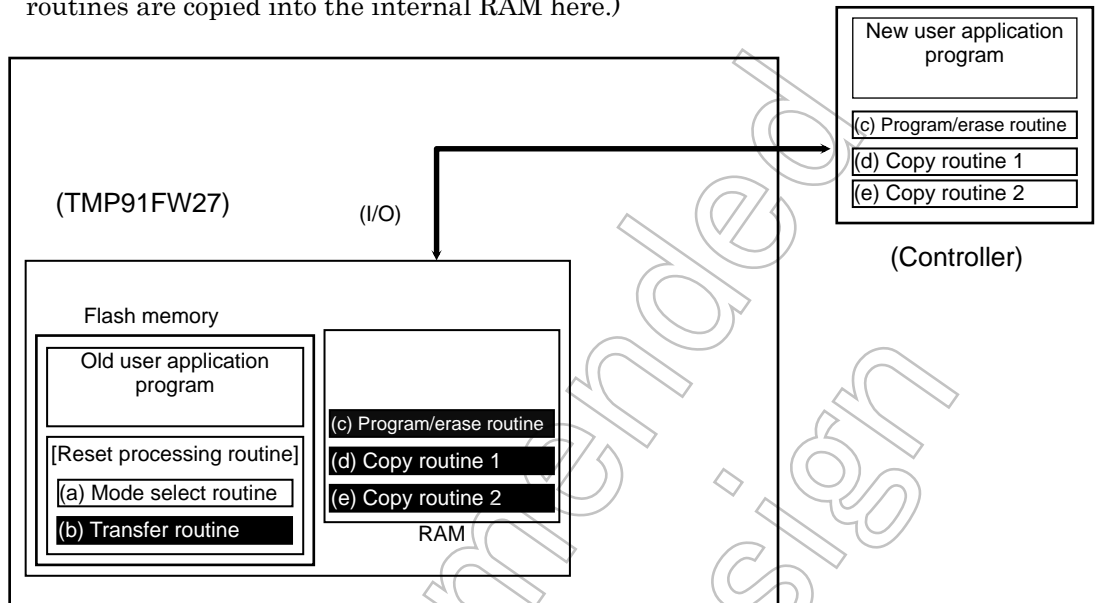 routines are copied into the internal RAM here.)
New user application
program
(c) Program/erase routine
(d) Copy routine 1
(e) Copy routine 2
(Controller)
(TMP91FW27)
(I/O)
Flash memory
Old user application
program
[Reset processing routine]
(a) Mode select routine
(b) Transfer routine
(c) Program/erase routine
(d) Copy routine 1
(e) Copy routine 2
RAM
mended
sign